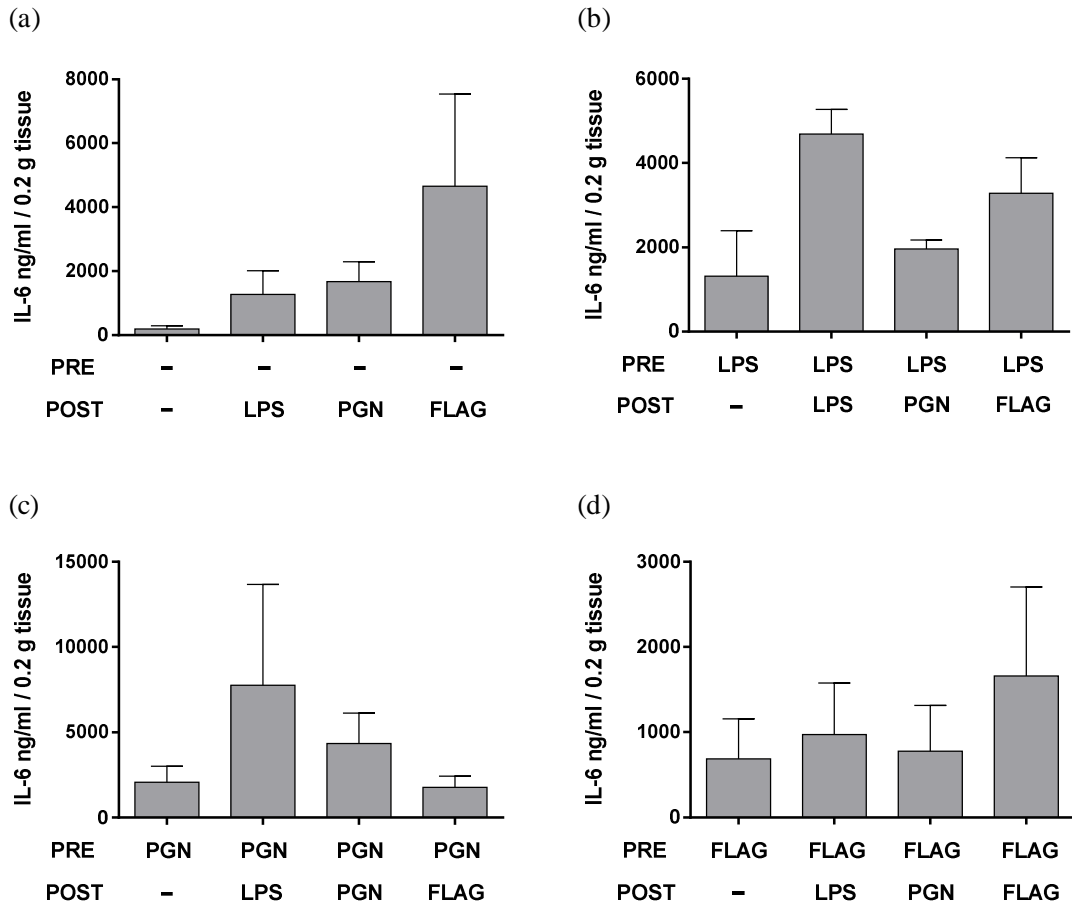 (a)
IL-6 ng/ml / 0.2 g tissue
8000
6000
4000
2000
0
PRE – – – –
POST – LPS PGN FLAG
(b)
IL-6 ng/ml / 0.2 g tissue
6000
4000
2000
0
PRE LPS LPS LPS LPS
POST – LPS PGN FLAG
(c)
IL-6 ng/ml / 0.2 g tissue
15000
10000
5000
0
PRE PGN PGN PGN PGN
POST – LPS PGN FLAG
(d)
IL-6 ng/ml / 0.2 g tissue
3000
2000
1000
0
PRE FLAG FLAG FLAG FLAG
POST – LPS PGN FLAG